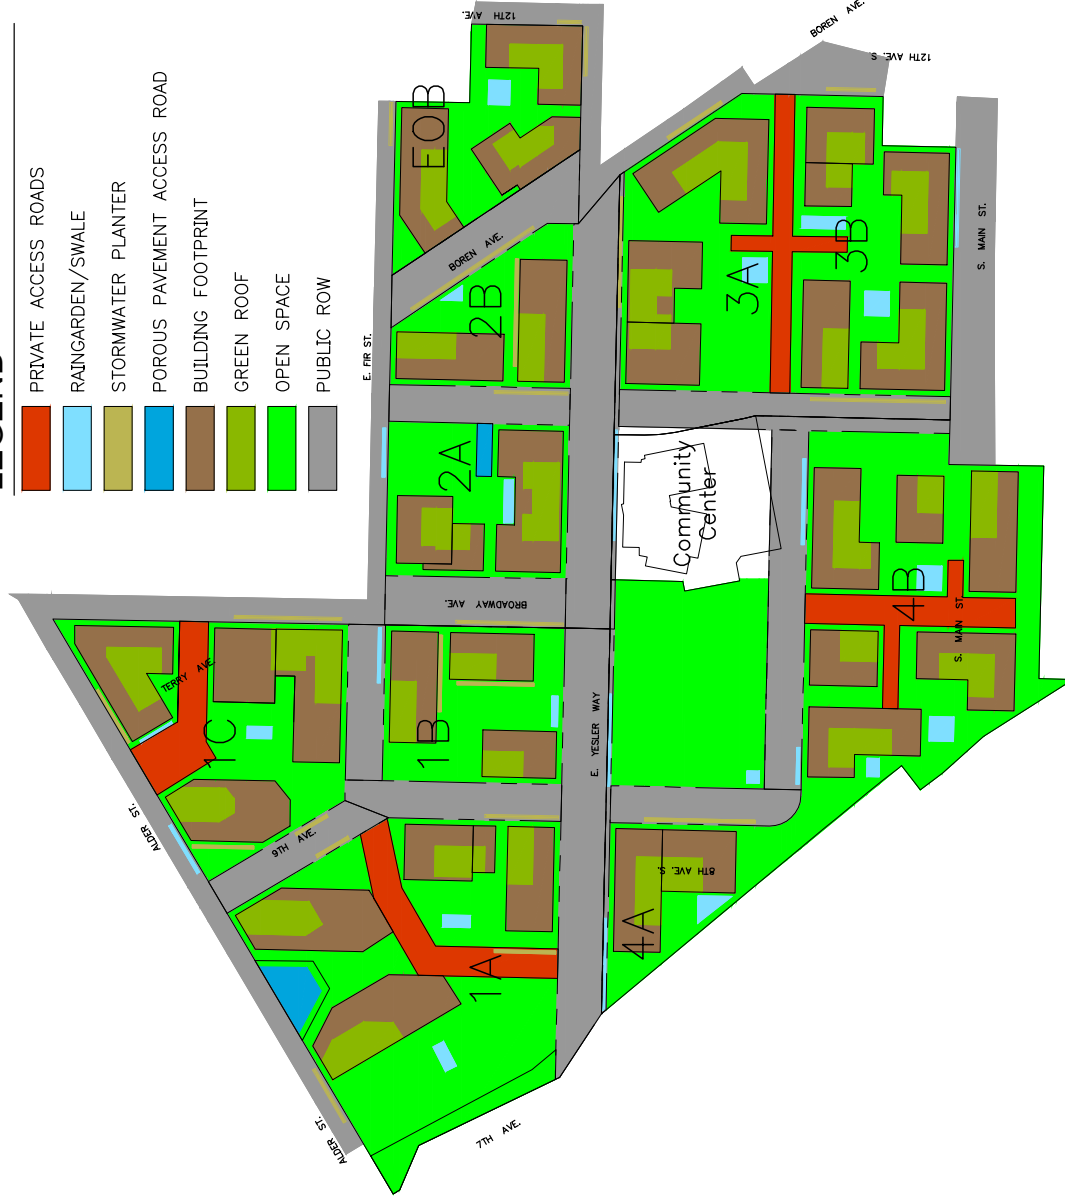 LEGEND
PRIVATE ACCESS ROADS
RAINGARDEN/SWALE
STORMWATER PLANTER
POROUS PAVEMENT ACCESS ROAD
BUILDING FOOTPRINT
GREEN ROOF
OPEN SPACE
PUBLIC ROW
12TH AVE.
BOREN AVE.
12TH AVE. S
EOB
BOREN AVE.
E. FIR ST.
2B
3A
3B
S. MAIN ST.
2A
Community
Center
BROADWAY AVE.
4B
S. MAIN ST.
TERRY AVE.
1C
1B
E. YESLER WAY
ALDER ST.
9TH AVE.
8TH AVE. S.
4A
1A
7TH AVE.
ALDER ST.